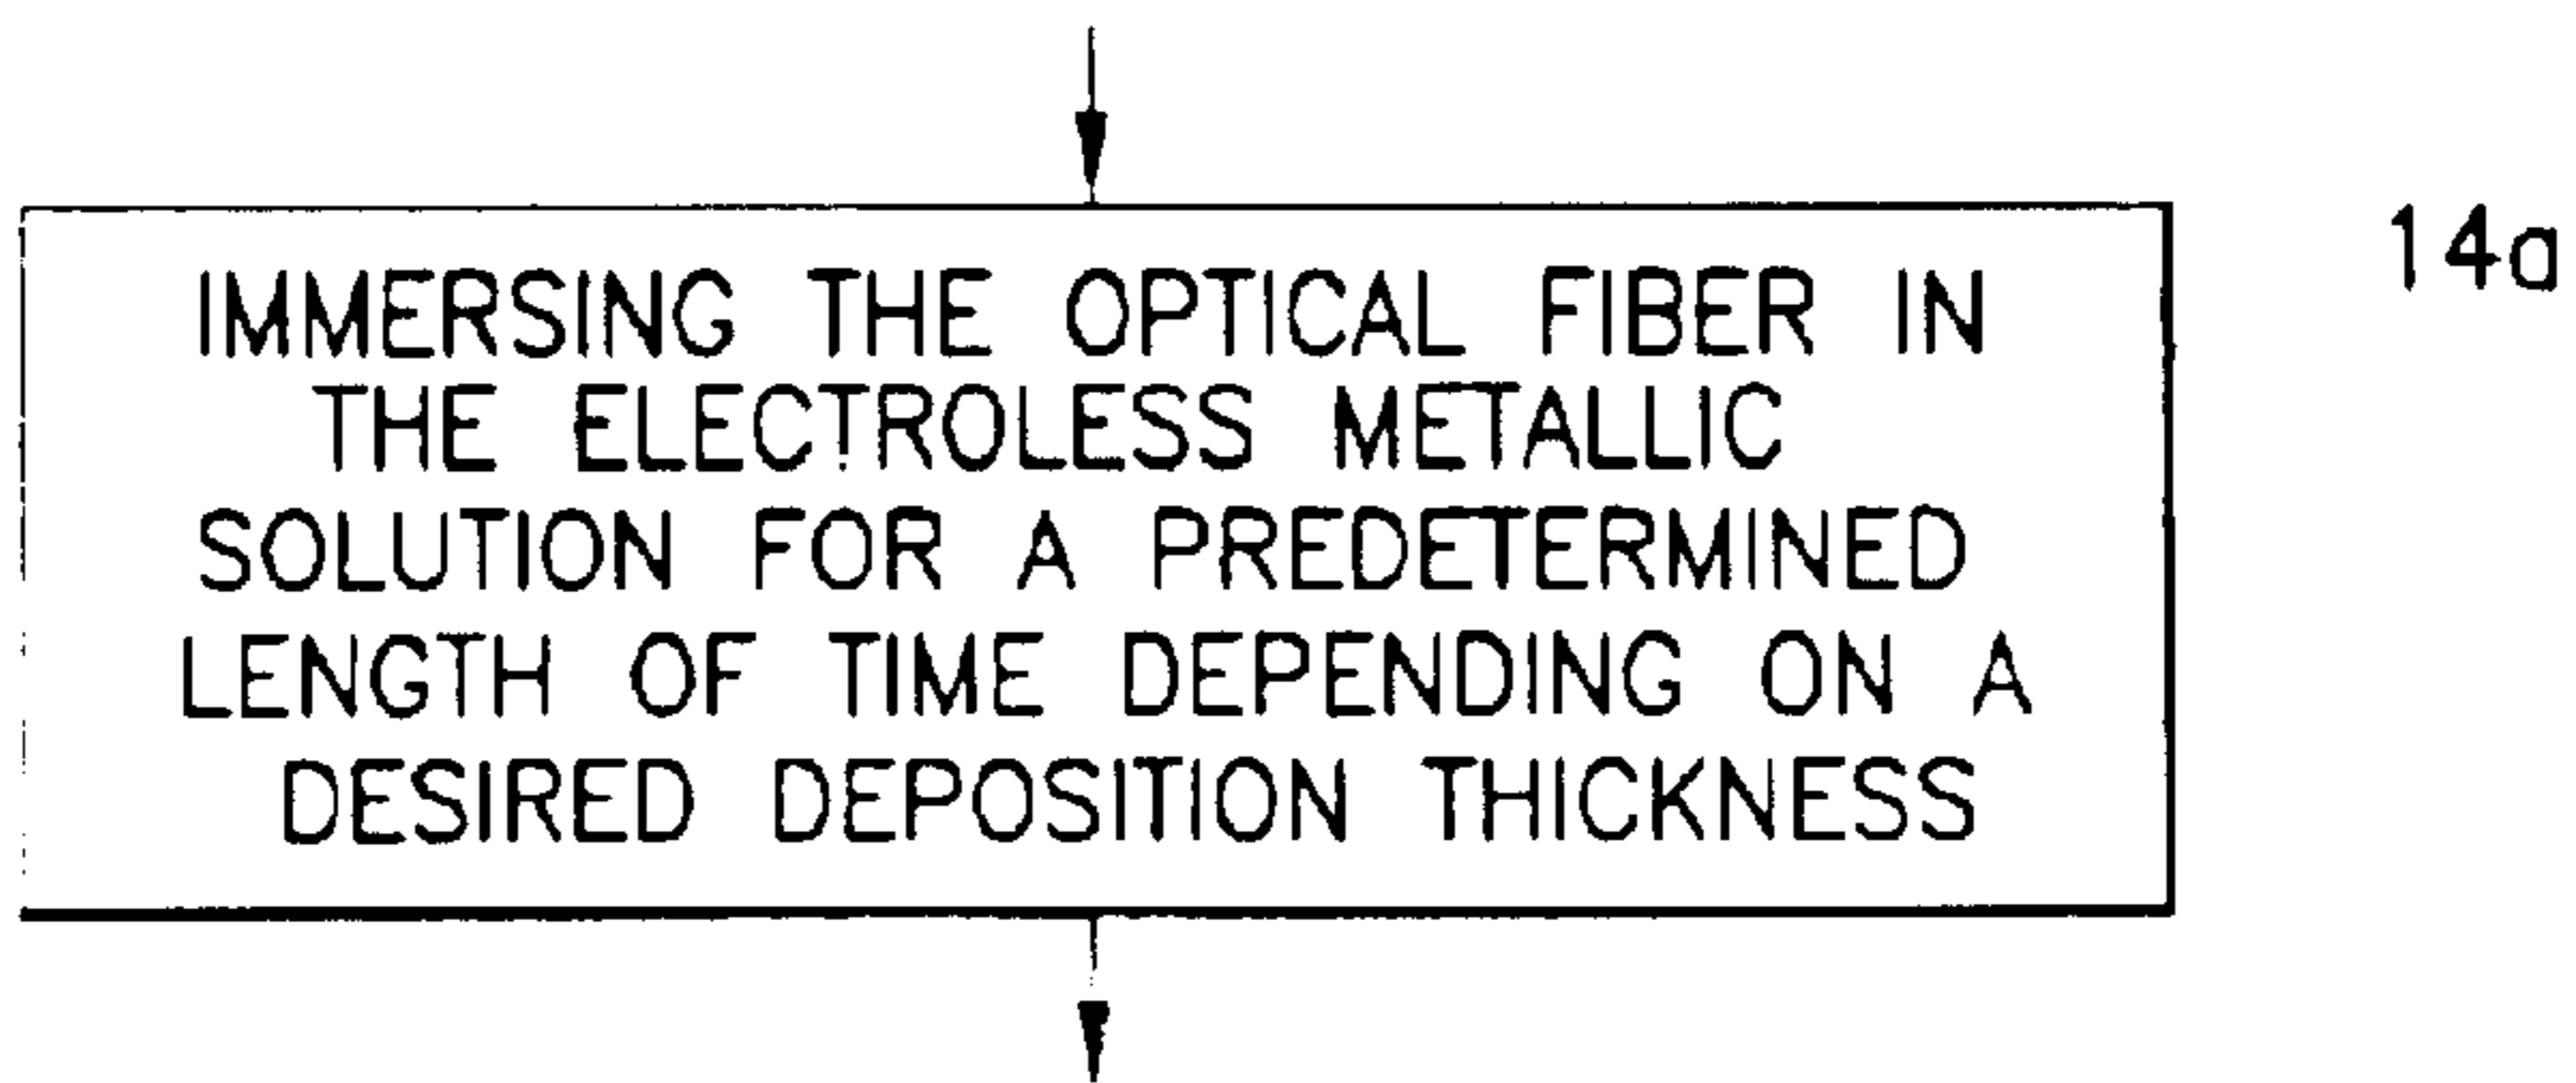 IMMERSING THE OPTICAL FIBER IN
THE ELECTROLESS METALLIC
SOLUTION FOR A PREDETERMINED
LENGTH OF TIME DEPENDING ON A
DESIRED DEPOSITION THICKNESS
14a